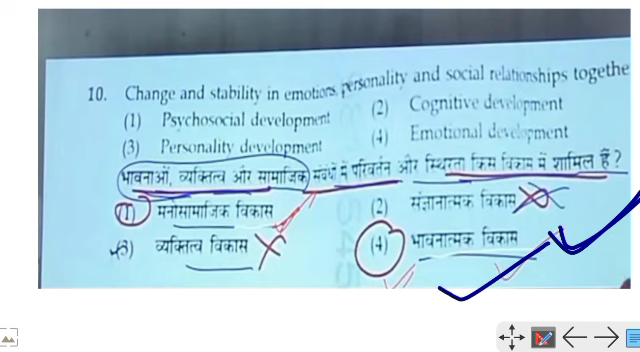 10. Change and stability in emotions, personality and social relationships togethe
(1) Psychosocial development (2) Cognitive development
(3) Personality development (4) Emotional development
भावनाओं, व्यक्तित्व और सामाजिक संबंधों में परिवर्तन और स्थिरता किस विकास में शामिल हैं ?
(1) मनोसामाजिक विकास (2) संज्ञानात्मक विकास
(3) व्यक्तित्व विकास (4) भावनात्मक विकास